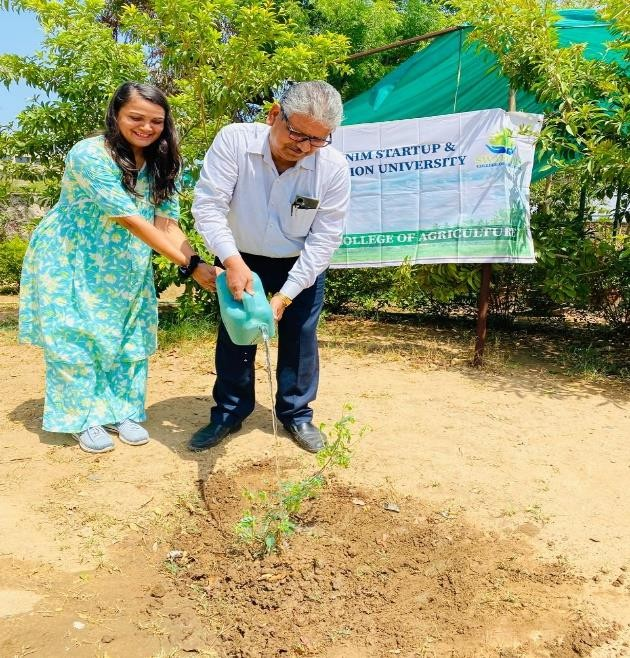 NIM STARTUP &
ION UNIVERSITY
COLLEGE OF AGRICULTURE